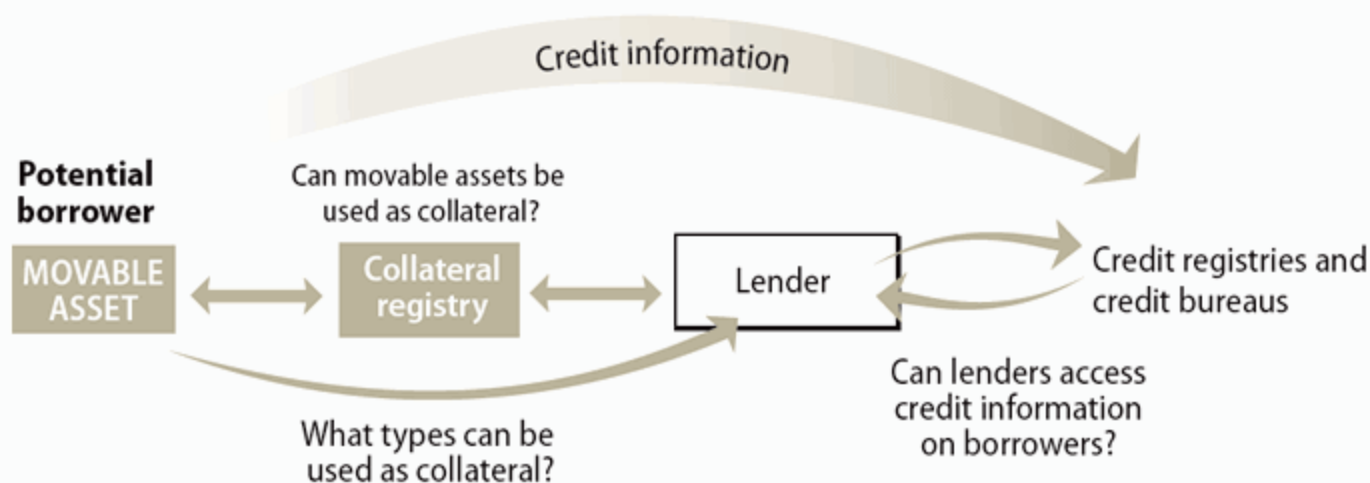 Credit information
Potential
borrower
Can movable assets be
used as collateral?
MOVABLE
ASSET
Collateral
registry
Lender
Credit registries and
credit bureaus
What types can be
used as collateral?
Can lenders access
credit information
on borrowers?